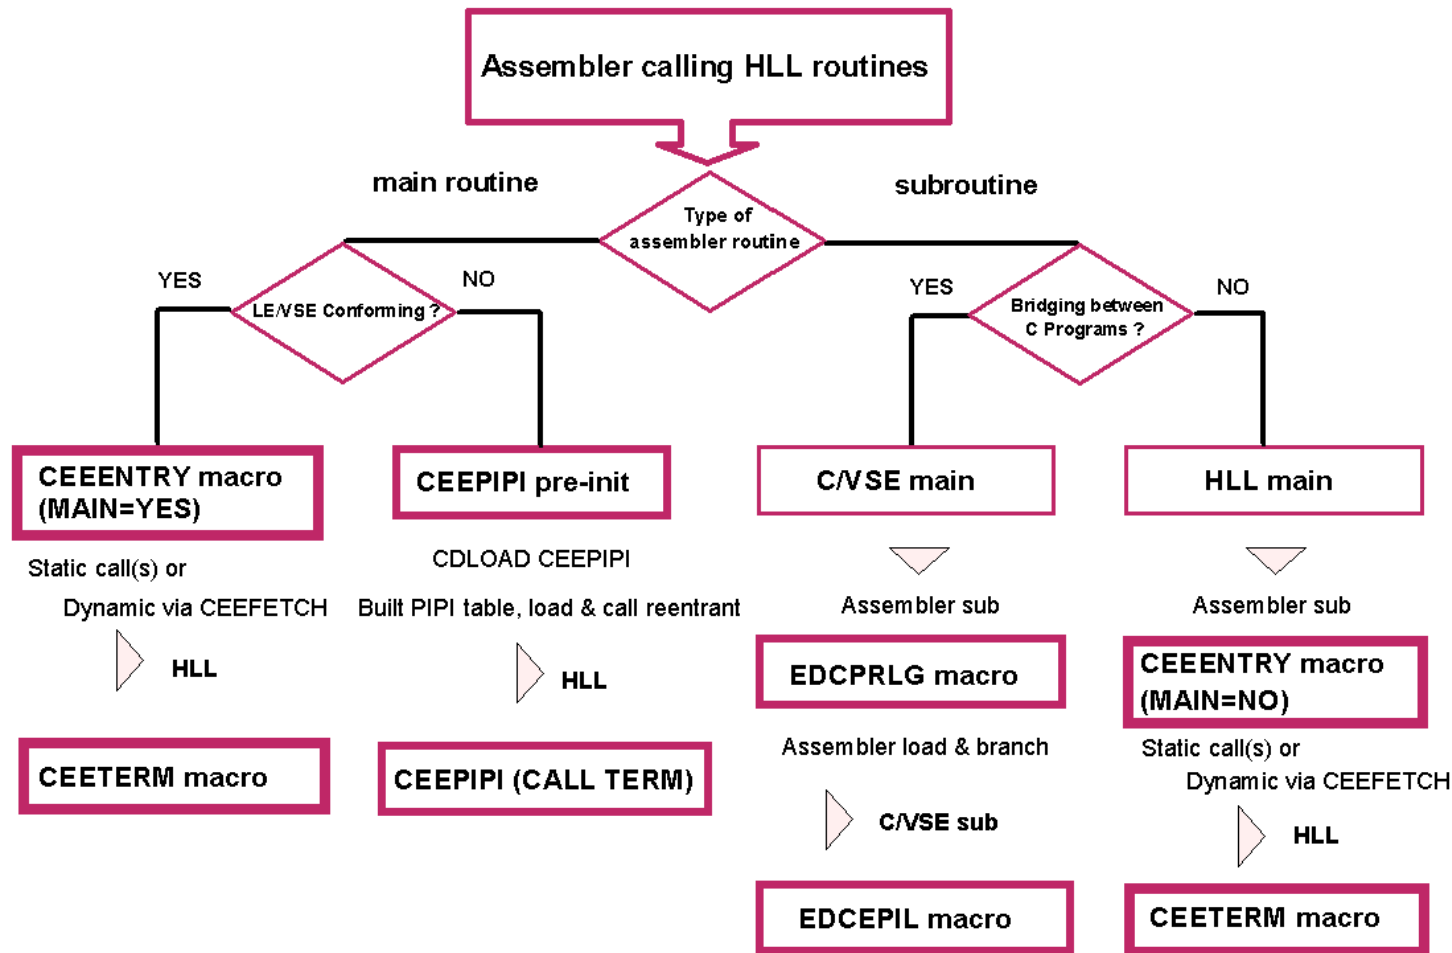 Assembler calling HLL routines
main routine
subroutine
Type of
assembler routine
YES
LE/VSE Conforming ?
NO
YES
Bridging between
C Programs ?
NO
CEEENTRY macro
(MAIN=YES)
Static call(s) or
Dynamic via CEEFETCH
HLL
CEETERM macro
CEEPIPI pre-init
CDLOAD CEEPIPI
Built PIPI table, load & call reentrant
HLL
CEEPIPI (CALL TERM)
C/VSE main
Assembler sub
EDCPRLG macro
Assembler load & branch
C/VSE sub
EDCEPIL macro
HLL main
Assembler sub
CEEENTRY macro
(MAIN=NO)
Static call(s) or
Dynamic via CEEFETCH
HLL
CEETERM macro